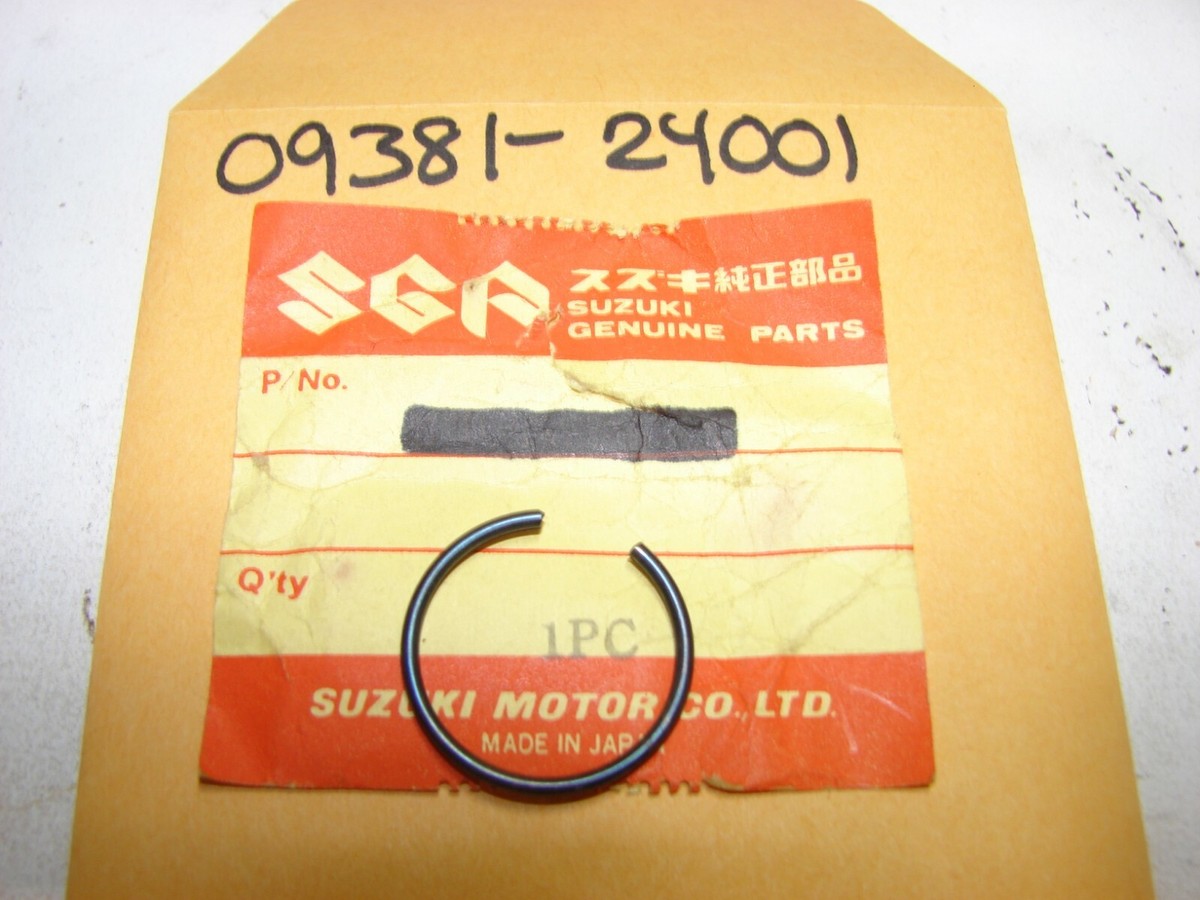 09381-24001
SGP
スズキ純正部品
SUZUKI
GENUINE PARTS
P/No.
Q'ty
1PC
SUZUKI MOTOR CO., LTD.
MADE IN JAPAN